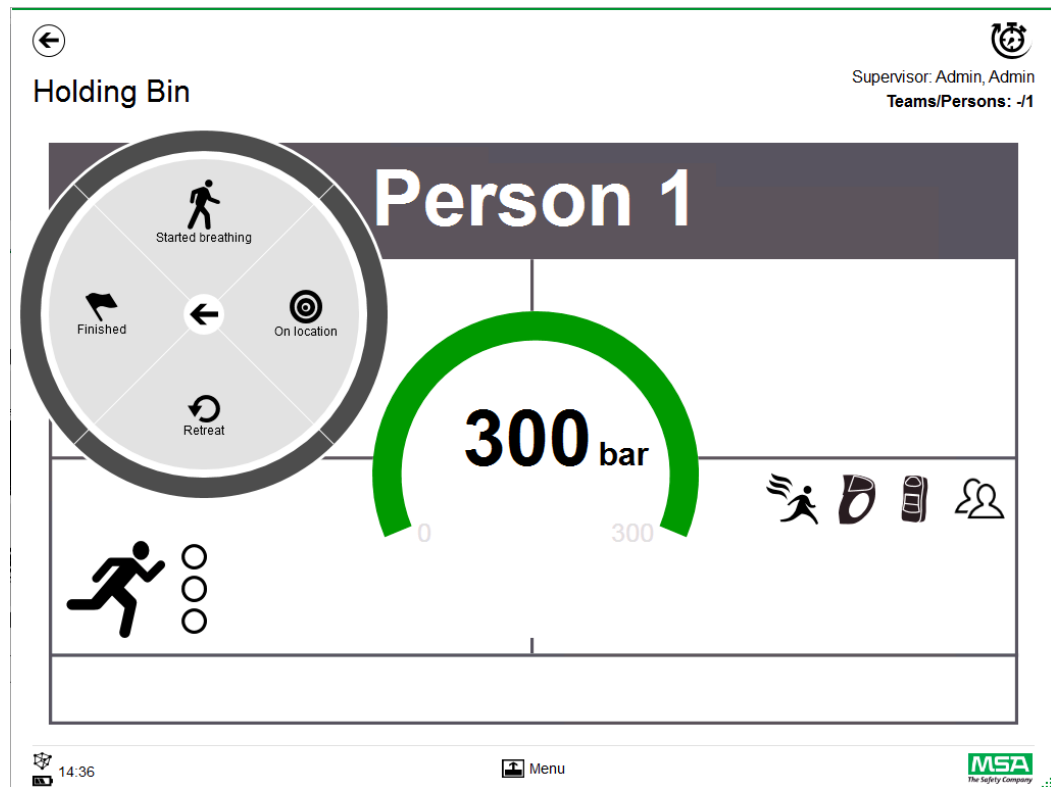 Holding Bin
Supervisor: Admin, Admin
Teams/Persons: -/1
Person 1
Started breathing
Finished
On location
Retreat
300 bar
0
300
14:36
Menu
MSA
The Safety Company